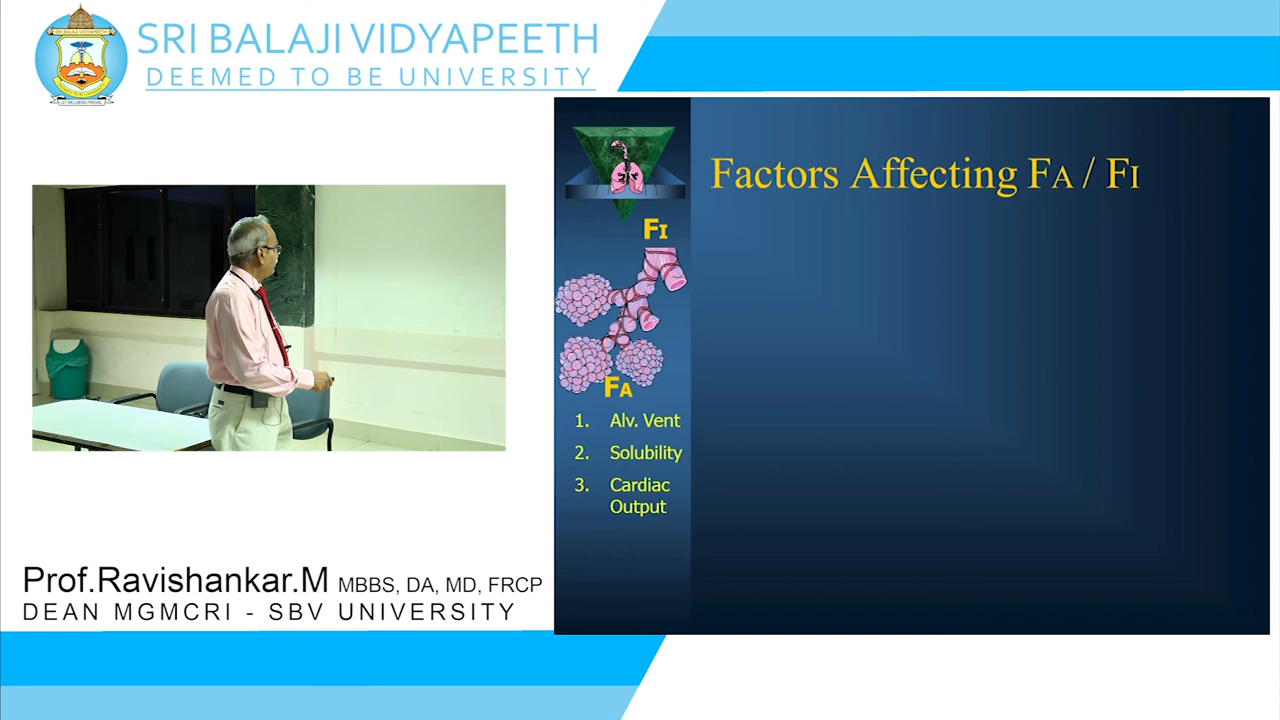 SRI BALAJI VIDYAPEETH
DEEMED TO BE UNIVERSITY
Factors Affecting FA / FI
FI
FA
1. Alv. Vent
2. Solubility
3. Cardiac
Output
Prof.Ravishankar.M MBBS, DA, MD, FRCP
DEAN MGMCRI - SBV UNIVERSITY